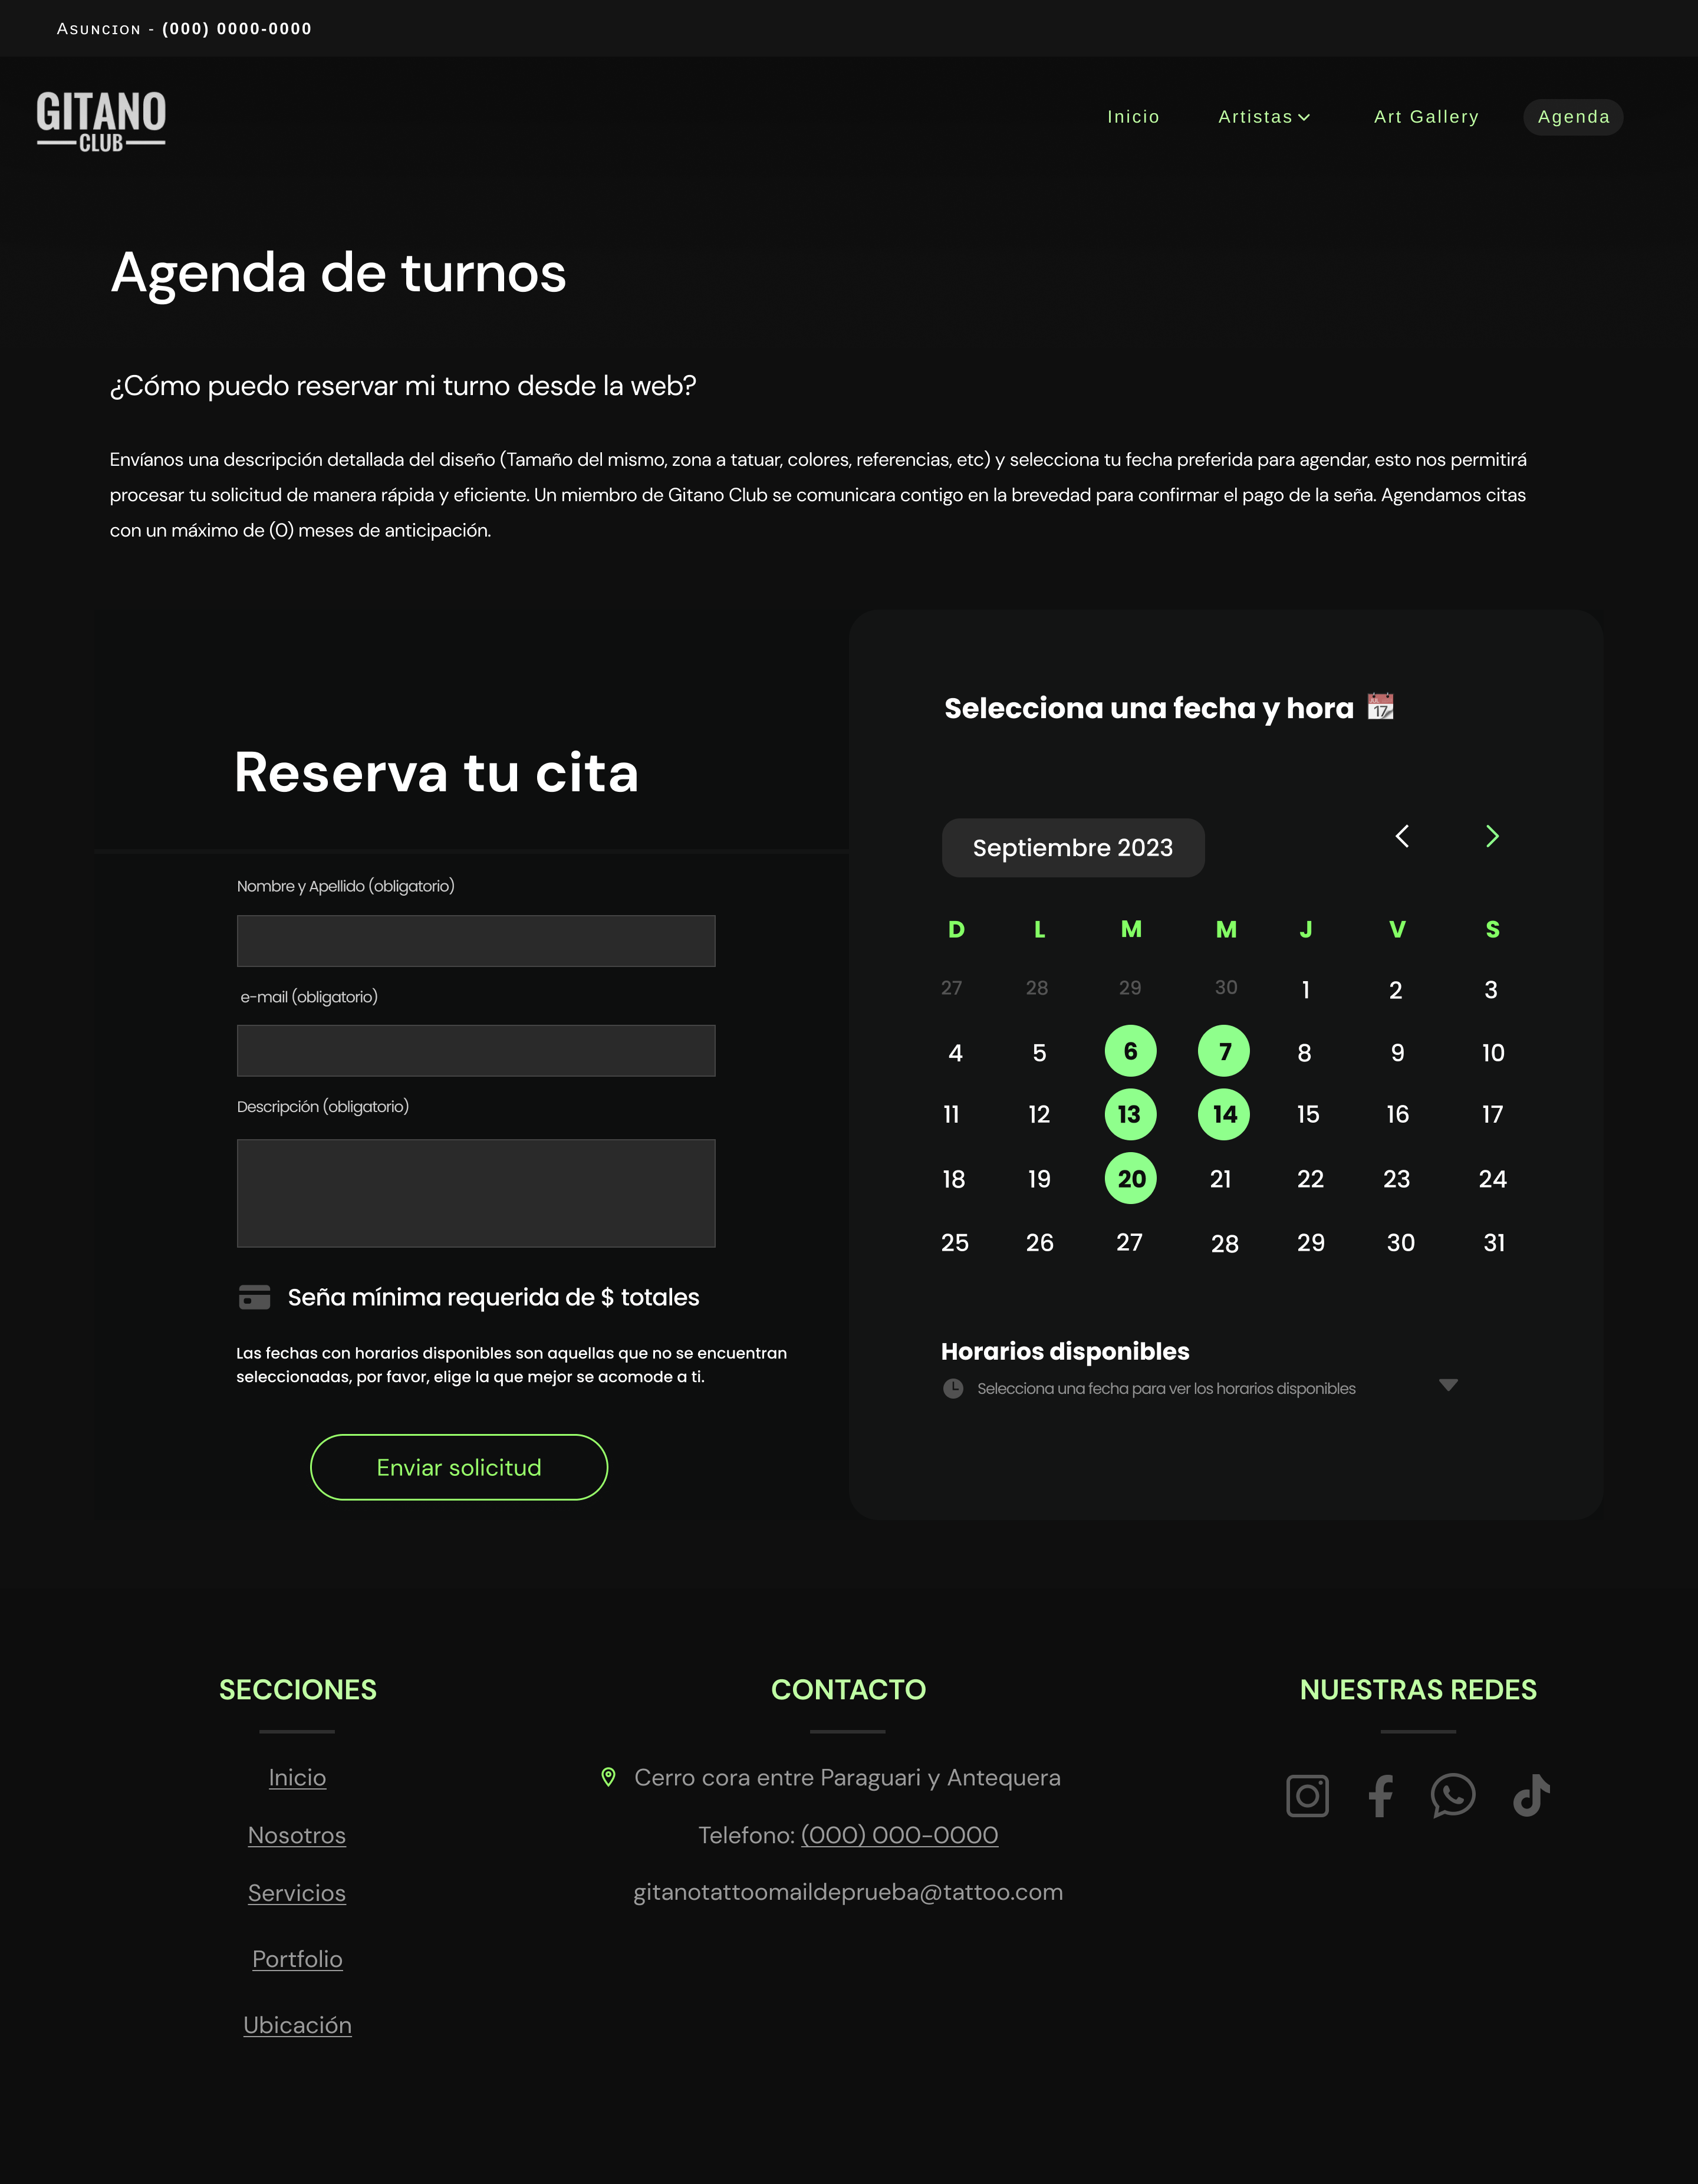 Asuncion - (000) 0000-0000
GITANO
CLUB
Inicio Artistas Art Gallery Agenda
Agenda de turnos
¿Cómo puedo reservar mi turno desde la web?
Envíanos una descripción detallada del diseño (Tamaño del mismo, zona a tatuar, colores, referencias, etc) y selecciona tu fecha preferida para agendar, esto nos permitirá
procesar tu solicitud de manera rápida y eficiente. Un miembro de Gitano Club se comunicara contigo en la brevedad para confirmar el pago de la seña. Agendamos citas
con un máximo de (0) meses de anticipación.
Reserva tu cita
Nombre y Apellido (obligatorio)
e-mail (obligatorio)
Descripción (obligatorio)
Seña mínima requerida de $ totales
Las fechas con horarios disponibles son aquellas que no se encuentran
seleccionadas, por favor, elige la que mejor se acomode a ti.
Enviar solicitud
Selecciona una fecha y hora
17
Septiembre 2023
D L M M J V S
27 28 29 30 1 2 3
4 5 6 7 8 9 10
11 12 13 14 15 16 17
18 19 20 21 22 23 24
25 26 27 28 29 30 31
Horarios disponibles
Selecciona una fecha para ver los horarios disponibles
SECCIONES
Inicio
Nosotros
Servicios
Portfolio
Ubicación
CONTACTO
Cerro cora entre Paraguari y Antequera
Telefono: (000) 000-0000
gitanotattoomaildeprueba@tattoo.com
NUESTRAS REDES